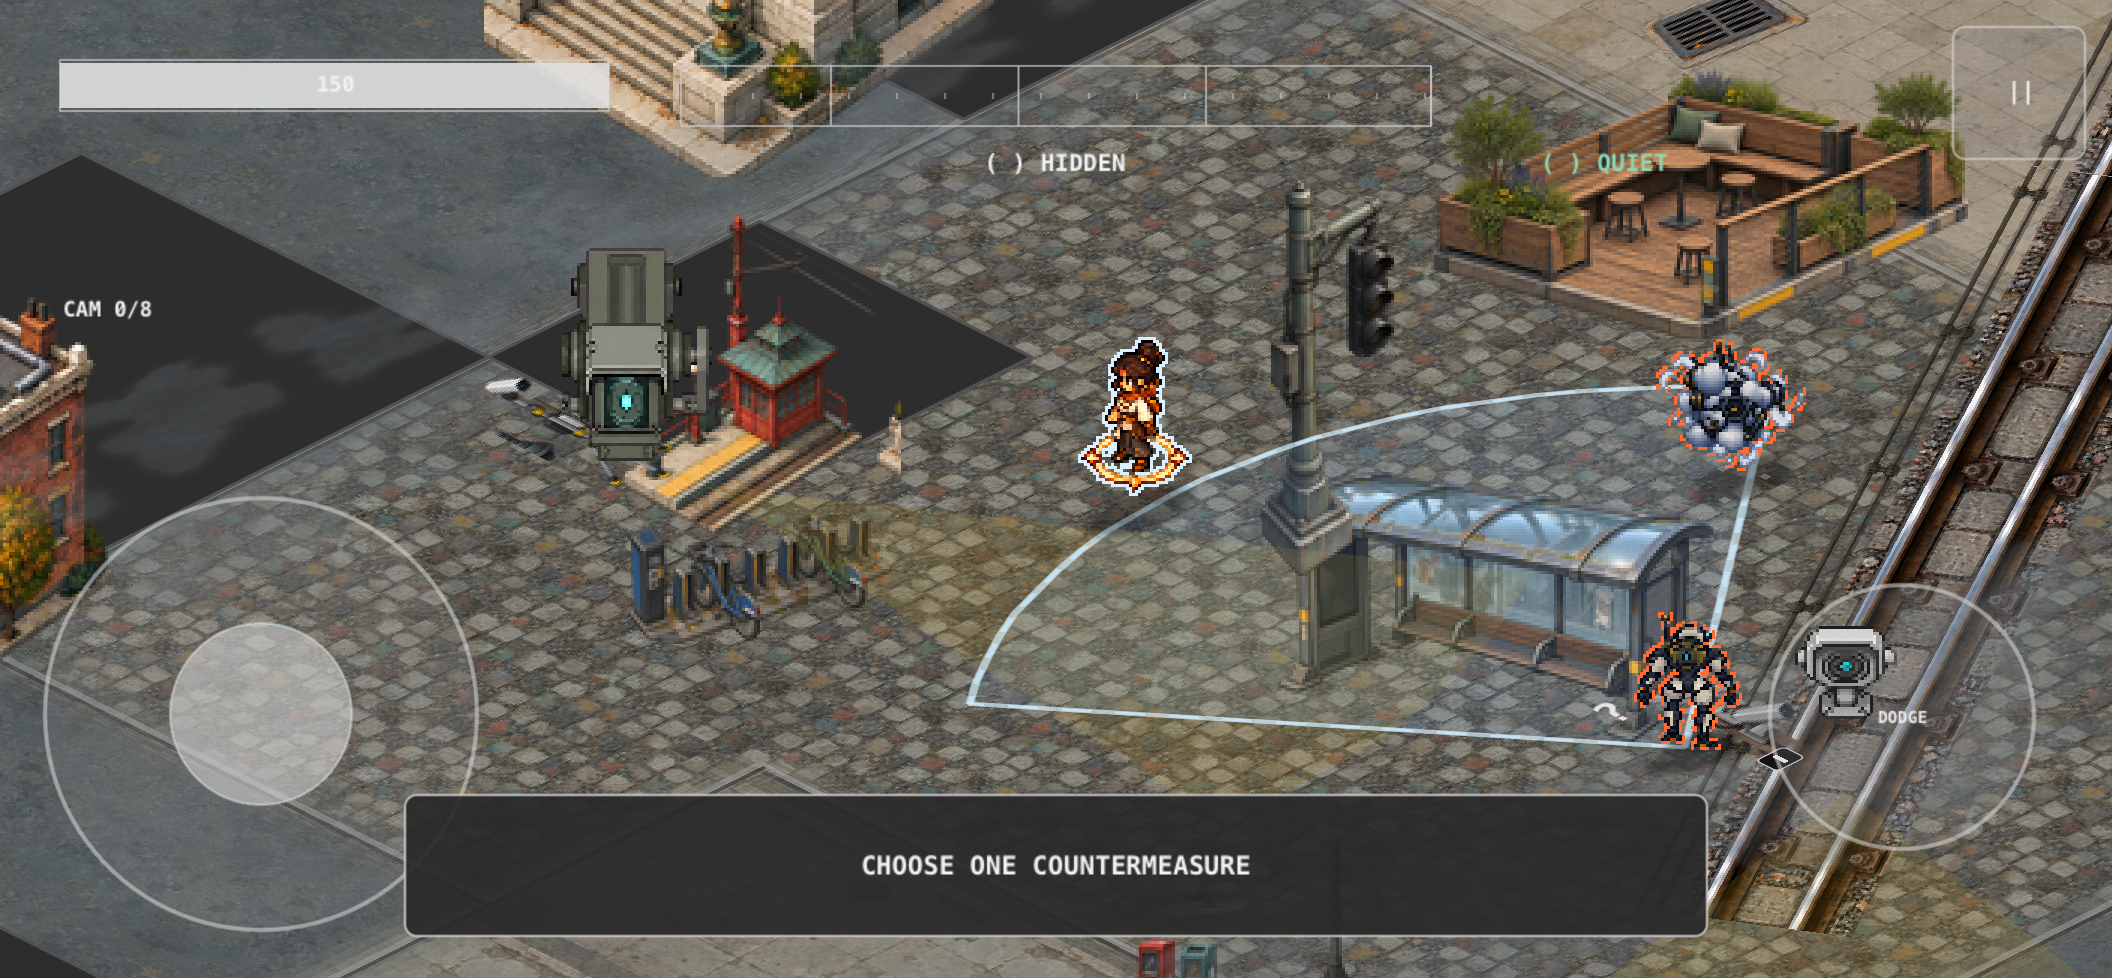 150
( ) HIDDEN
( ) QUIET
CAM 0/8
DODGE
CHOOSE ONE COUNTERMEASURE